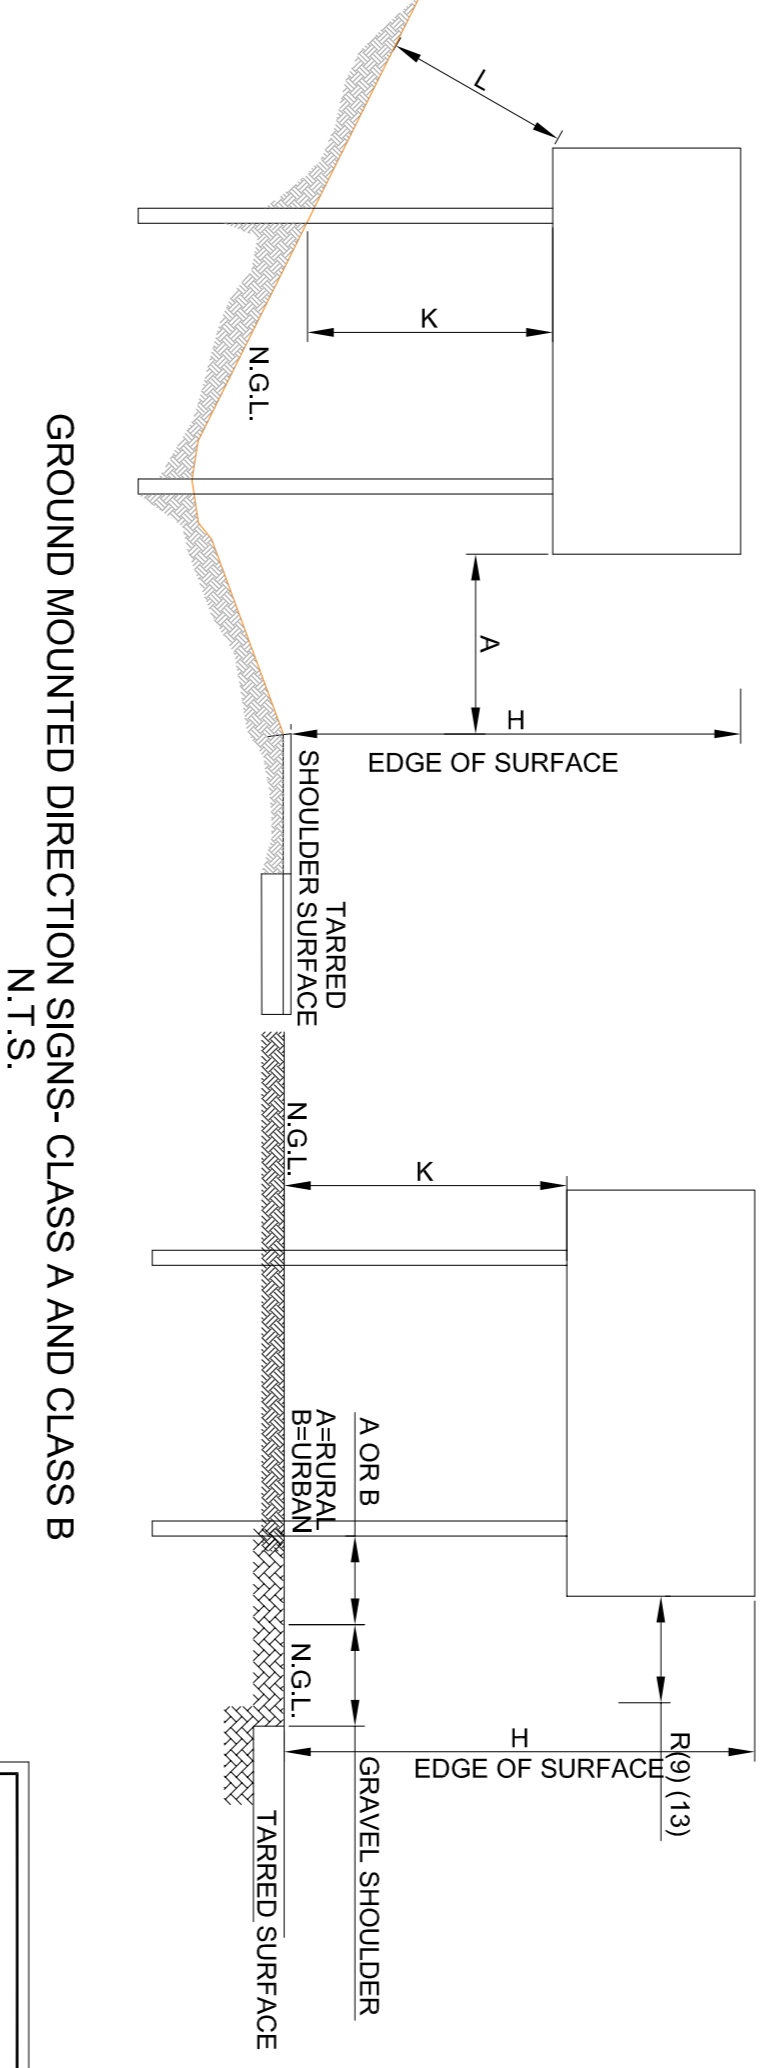 L
K
N.G.L.
A
H
EDGE OF SURFACE
TARRED
SHOULDER SURFACE
K
N.G.L.
A OR B
A=RURAL
B=URBAN
N.G.L.
R(9) (13)
H
EDGE OF SURFACE
GRAVEL SHOULDER
TARRED SURFACE
GROUND MOUNTED DIRECTION SIGNS- CLASS A AND CLASS B
N.T.S.